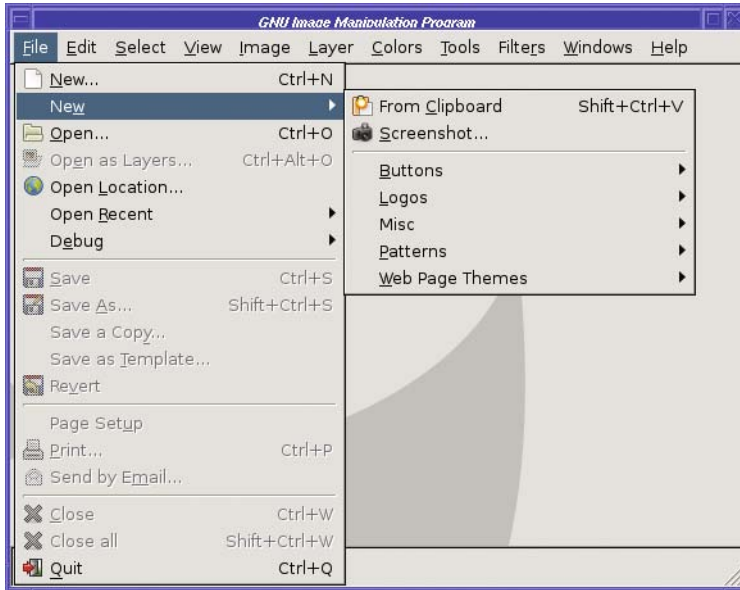 GNU Image Manipulation Program
File Edit Select View Image Layer Colors Tools Filters Windows Help
New... Ctrl+N
New
Open... Ctrl+O
Open as Layers... Ctrl+Alt+O
Open Location...
Open Recent
Debug
Save Ctrl+S
Save As... Shift+Ctrl+S
Save a Copy...
Save as Template...
Revert
Page Setup
Print... Ctrl+P
Send by Email...
Close Ctrl+W
Close all Shift+Ctrl+W
Quit Ctrl+Q
From Clipboard Shift+Ctrl+V
Screenshot...
Buttons
Logos
Misc
Patterns
Web Page Themes